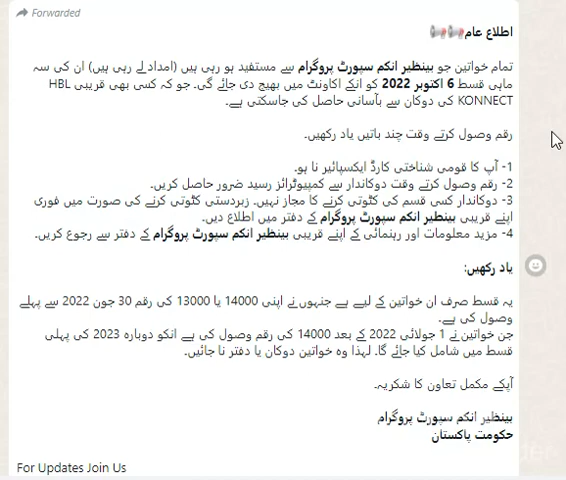 Forwarded
اطلاع عام
تمام خواتین جو بینظیر انکم سپورٹ پروگرام سے مستفید ہو رہی ہیں (امداد لے رہی ہیں) ان کی سہ
ماہی قسط 6 اکتوبر 2022 کو انکے اکاونٹ میں بھیج دی جائے گی۔ جو کہ کسی بھی قریبی HBL
KONNECT کی دوکان سے بآسانی حاصل کی جاسکتی ہے۔
رقم وصول کرتے وقت چند باتیں یاد رکھیں۔
1- آپ کا قومی شناختی کارڈ ایکسپائیر نا ہو۔
2- رقم وصول کرتے وقت دوکاندار سے کمپیوٹرائز رسید ضرور حاصل کریں۔
3- دوکاندار کسی قسم کی کٹوتی کرنے کا مجاز نہیں۔ زبردستی کٹوتی کرنے کی صورت میں فوری
اپنے قریبی بینظیر انکم سپورٹ پروگرام کے دفتر میں اطلاع دیں۔
4- مزید معلومات اور رہنمائی کے اپنے قریبی بینظیر انکم سپورٹ پروگرام کے دفتر سے رجوع کریں۔
یاد رکھیں:
یہ قسط صرف ان خواتین کے لیے ہے جنہوں نے اپنی 14000 یا 13000 کی رقم 30 جون 2022 سے پہلے
وصول کی ہے۔
جن خواتین نے 1 جولائی 2022 کے بعد 14000 کی رقم وصول کی ہے انکو دوبارہ 2023 کی پہلی
قسط میں شامل کیا جائے گا۔ لہذا وہ خواتین دوکان یا دفتر نا جائیں۔
آپکے مکمل تعاون کا شکریہ۔
بینظیر انکم سپورٹ پروگرام
حکومت پاکستان
For Updates Join Us